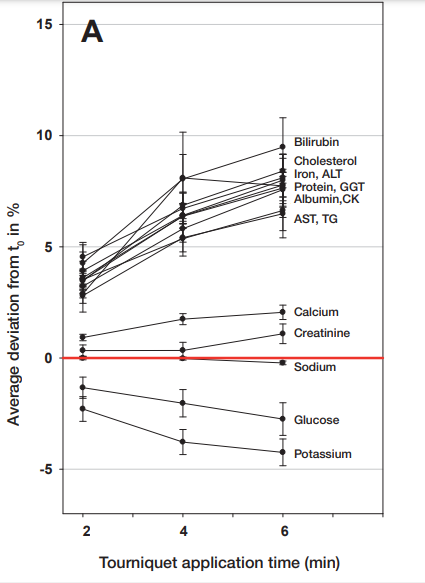 A
15
10
5
0
-5
Average deviation from t0 in %
Bilirubin
Cholesterol
Iron, ALT
Protein, GGT
Albumin,CK
AST, TG
Calcium
Creatinine
Sodium
Glucose
Potassium
2 4 6
Tourniquet application time (min)